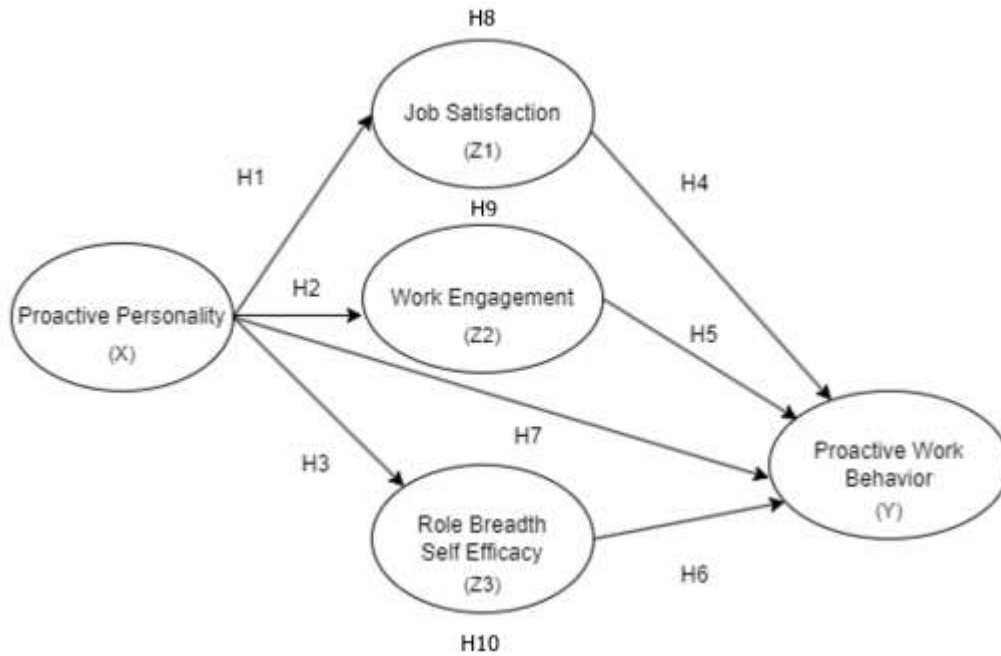 H8
Job Satisfaction
(Z1)
H1
H4
H9
H2
Work Engagement
(Z2)
Proactive Personality
(X)
H5
H7
H3
Proactive Work
Behavior
(Y)
Role Breadth
Self Efficacy
(Z3)
H6
H10